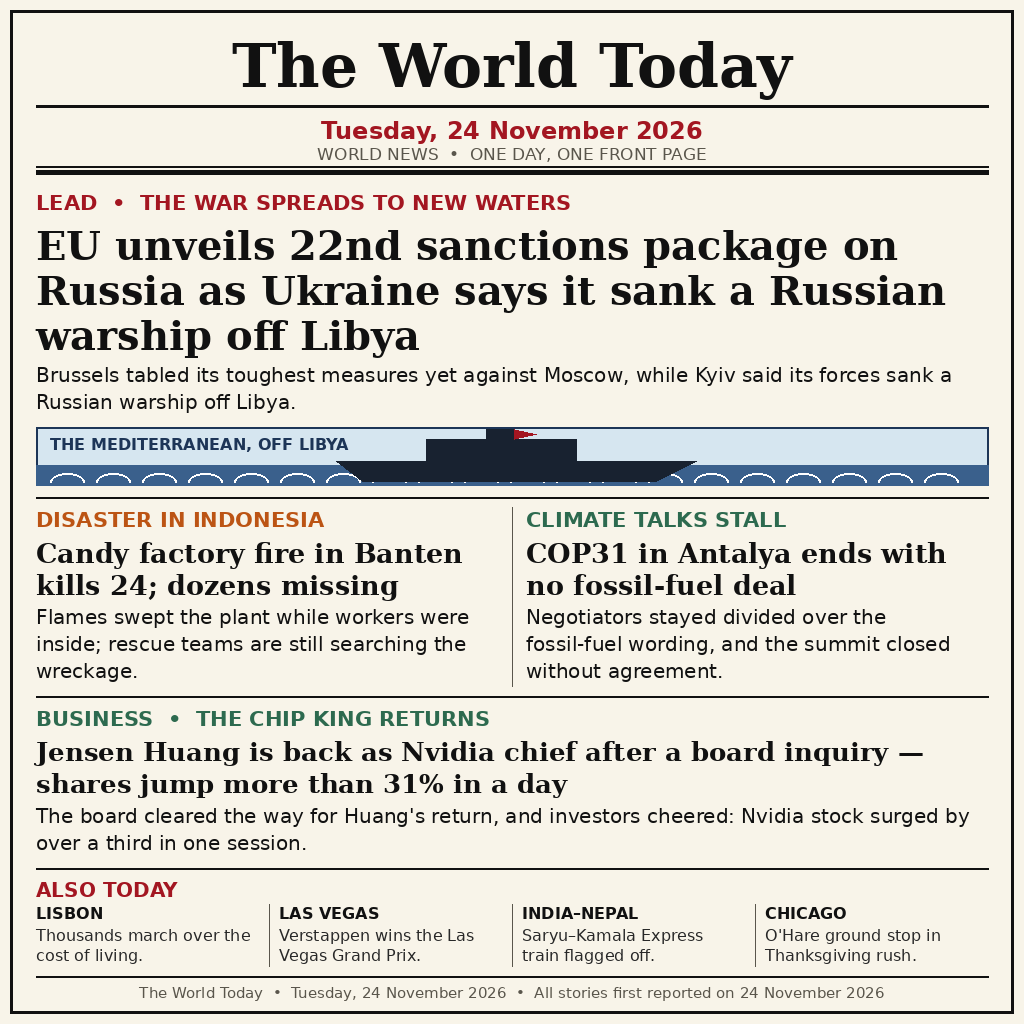 The World Today
Tuesday, 24 November 2026
WORLD NEWS • ONE DAY, ONE FRONT PAGE
LEAD • THE WAR SPREADS TO NEW WATERS
EU unveils 22nd sanctions package on
Russia as Ukraine says it sank a Russian
warship off Libya
Brussels tabled its toughest measures yet against Moscow, while Kyiv said its forces sank a
Russian warship off Libya.
THE MEDITERRANEAN, OFF LIBYA
DISASTER IN INDONESIA
Candy factory fire in Banten
kills 24; dozens missing
Flames swept the plant while workers were
inside; rescue teams are still searching the
wreckage.
CLIMATE TALKS STALL
COP31 in Antalya ends with
no fossil-fuel deal
Negotiators stayed divided over the
fossil-fuel wording, and the summit closed
without agreement.
BUSINESS • THE CHIP KING RETURNS
Jensen Huang is back as Nvidia chief after a board inquiry —
shares jump more than 31% in a day
The board cleared the way for Huang's return, and investors cheered: Nvidia stock surged by
over a third in one session.
ALSO TODAY
LISBON
Thousands march over the
cost of living.
LAS VEGAS
Verstappen wins the Las
Vegas Grand Prix.
INDIA–NEPAL
Saryu–Kamala Express
train flagged off.
CHICAGO
O'Hare ground stop in
Thanksgiving rush.
The World Today • Tuesday, 24 November 2026 • All stories first reported on 24 November 2026